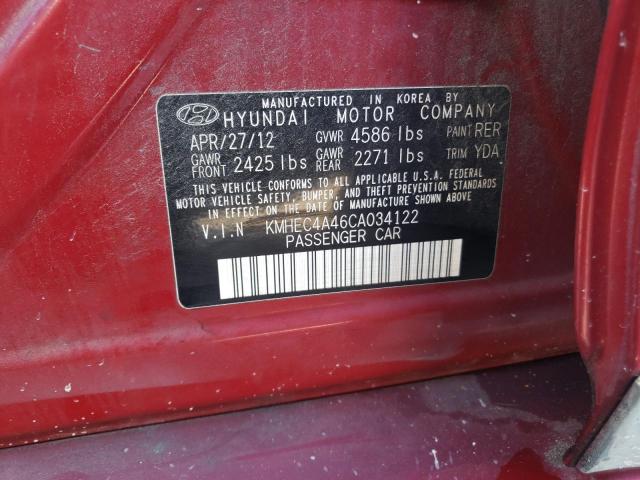 MANUFACTURED IN KOREA BY
HYUNDAI MOTOR COMPANY
APR/27/12 GVWR 4586 lbs PAINT RER
GAWR FRONT 2425 lbs GAWR REAR 2271 lbs TRIM YDA
THIS VEHICLE CONFORMS TO ALL APPLICABLE U.S.A. FEDERAL
MOTOR VEHICLE SAFETY, BUMPER, AND THEFT PREVENTION STANDARDS
IN EFFECT ON THE DATE OF MANUFACTURE SHOWN ABOVE.
V.I.N KMHEC4A46CA034122
PASSENGER CAR